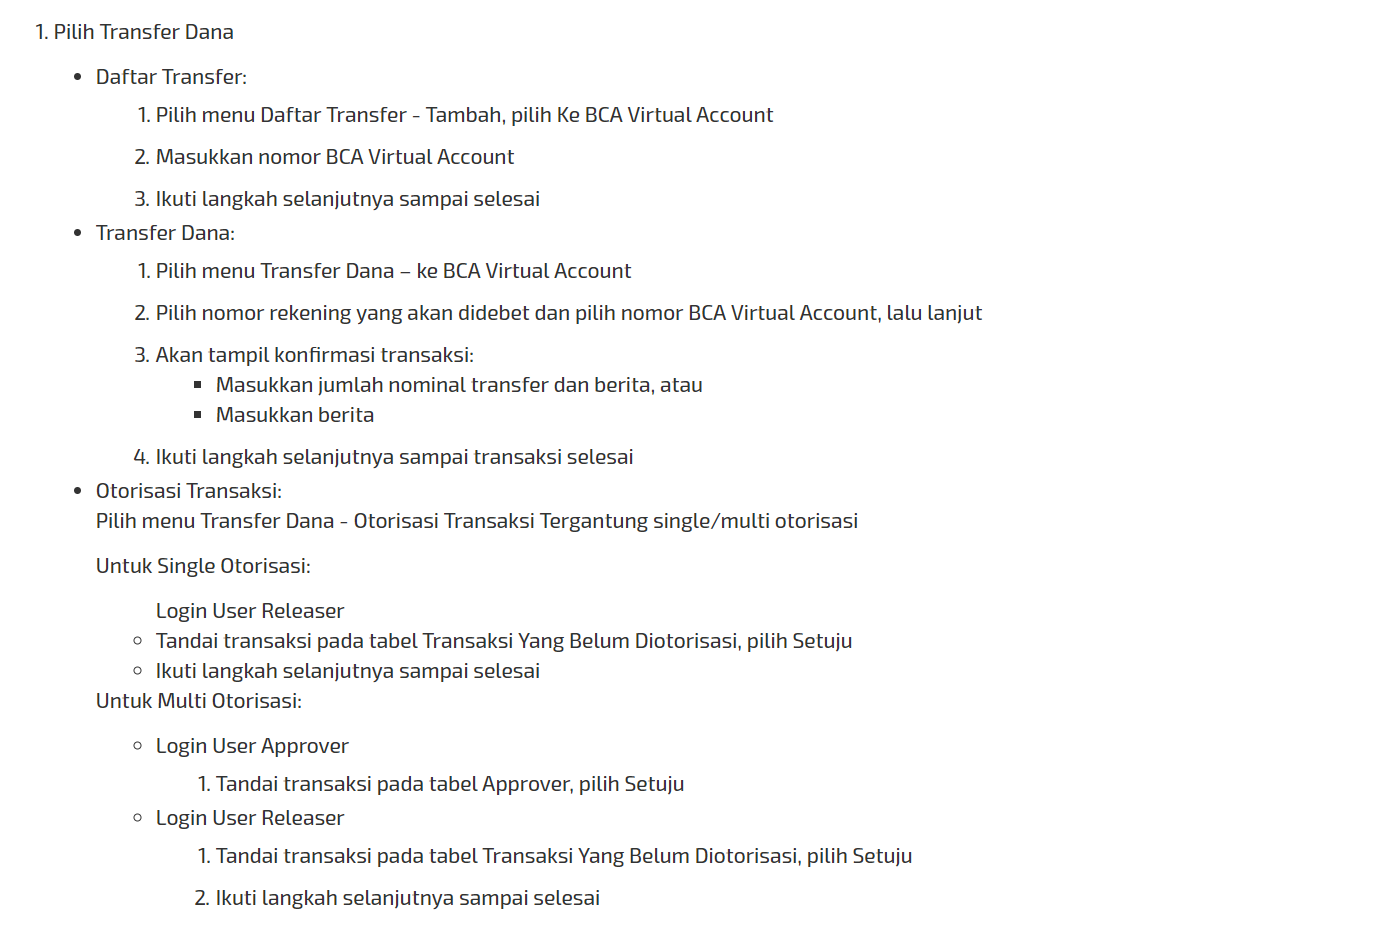 1. Pilih Transfer Dana
• Daftar Transfer:
1. Pilih menu Daftar Transfer - Tambah, pilih Ke BCA Virtual Account
2. Masukkan nomor BCA Virtual Account
3. Ikuti langkah selanjutnya sampai selesai
• Transfer Dana:
1. Pilih menu Transfer Dana – ke BCA Virtual Account
2. Pilih nomor rekening yang akan didebet dan pilih nomor BCA Virtual Account, lalu lanjut
3. Akan tampil konfirmasi transaksi:
▪ Masukkan jumlah nominal transfer dan berita, atau
▪ Masukkan berita
4. Ikuti langkah selanjutnya sampai transaksi selesai
• Otorisasi Transaksi:
Pilih menu Transfer Dana - Otorisasi Transaksi Tergantung single/multi otorisasi
Untuk Single Otorisasi:
Login User Releaser
◦ Tandai transaksi pada tabel Transaksi Yang Belum Diotorisasi, pilih Setuju
◦ Ikuti langkah selanjutnya sampai selesai
Untuk Multi Otorisasi:
◦ Login User Approver
1. Tandai transaksi pada tabel Approver, pilih Setuju
◦ Login User Releaser
1. Tandai transaksi pada tabel Transaksi Yang Belum Diotorisasi, pilih Setuju
2. Ikuti langkah selanjutnya sampai selesai